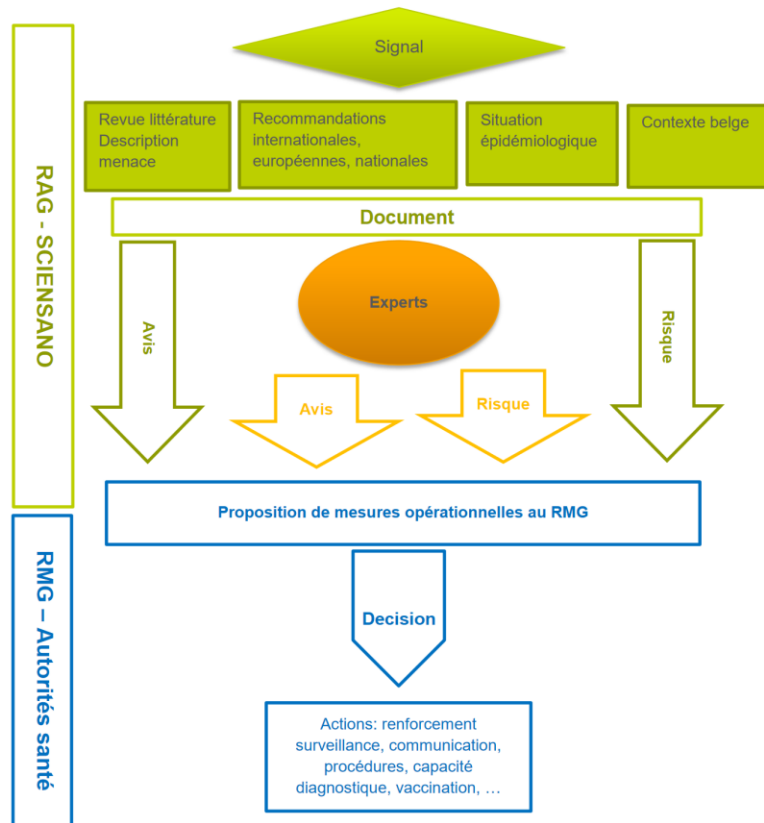 Signal
Revue littérature
Description
menace
Recommandations
internationales,
européennes, nationales
Situation
épidémiologique
Contexte belge
RAG - SCIENSANO
Document
Experts
Avis
Risque
Avis
Risque
Proposition de mesures opérationnelles au RMG
RMG – Autorités santé
Decision
Actions: renforcement
surveillance, communication,
procédures, capacité
diagnostique, vaccination, …